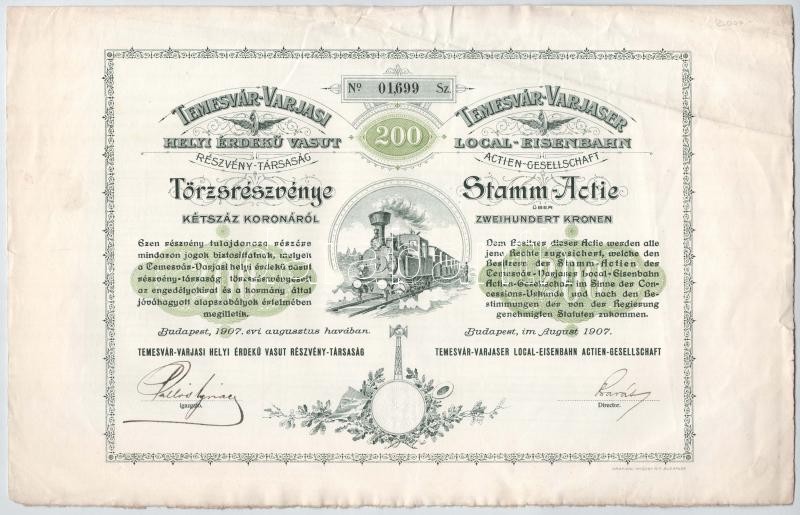 Nº 01,699 Sz.
200
TEMESVÁR-VARJASI
HELYI ÉRDEKŰ VASUT
RÉSZVÉNY-TÁRSASÁG
Törzsrészvénye
KÉTSZÁZ KORONÁRÓL
Ezen részvény tulajdonosa részére
mindazon jogok biztosíttatnak, melyek
a Temesvár-Varjasi helyi érdekű vasút
részvény-társaság törzsrészvényeseit
az engedélyokirat és a kormány által
jóváhagyott alapszabályok értelmében
megilletik.
Budapest, 1907. évi augusztus havában.
TEMESVÁR-VARJASI HELYI ÉRDEKŰ VASUT RÉSZVÉNY-TÁRSASÁG
igazgató.
TEMESVÁR-VARJASER
LOCAL-EISENBAHN
ACTIEN-GESELLSCHAFT
Stamm-Actie
ÜBER
ZWEIHUNDERT KRONEN
Dem Besitzer dieser Actie werden alle
jene Rechte zugesichert, welche den
Besitzern der Stamm-Actien der
Temesvár-Varjaser Local-Eisenbahn
Actien-Gesellschaft im Sinne der Con-
cessions-Urkunde und nach den Be-
stimmungen der von der Regierung
genehmigten Statuten zukommen.
Budapest, im August 1907.
TEMESVÁR-VARJASER LOCAL-EISENBAHN ACTIEN-GESELLSCHAFT
Director.